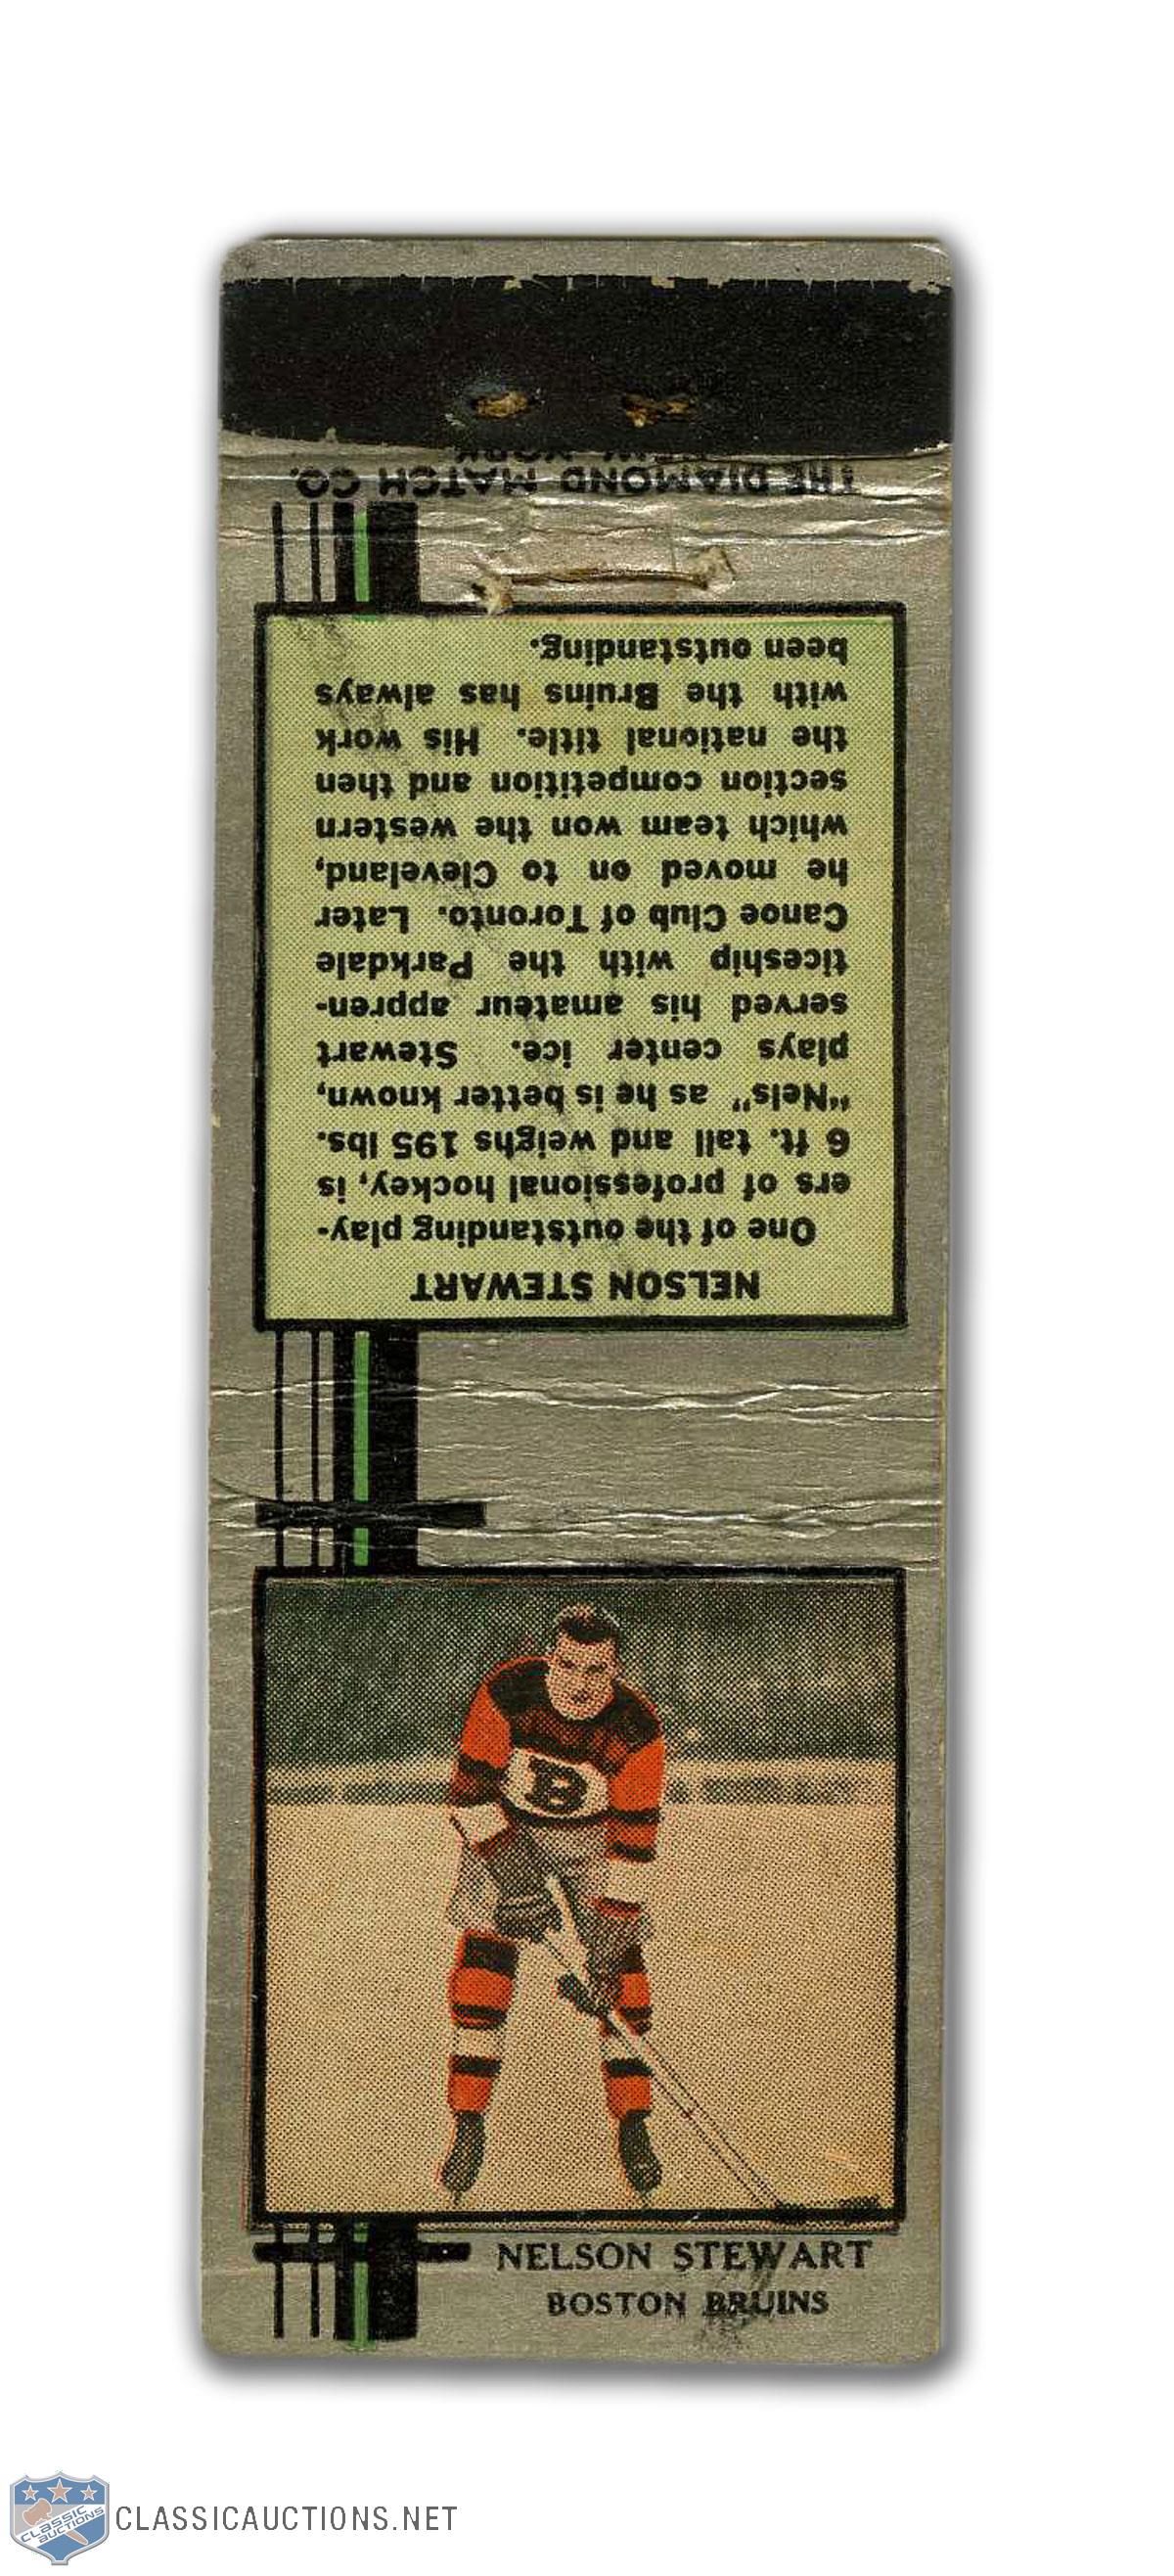 THE DIAMOND MATCH CO.
NEW YORK
NELSON STEWART
One of the outstanding play-
ers of professional hockey, is
6 ft. tall and weighs 195 lbs.
“Nels” as he is better known,
plays center ice. Stewart
served his amateur appren-
ticeship with the Parkdale
Canoe Club of Toronto. Later
he moved on to Cleveland,
which team won the western
section competition and then
the national title. His work
with the Bruins has always
been outstanding.
B
NELSON STEWART
BOSTON BRUINS
CLASSIC
AUCTIONS
CLASSICAUCTIONS.NET